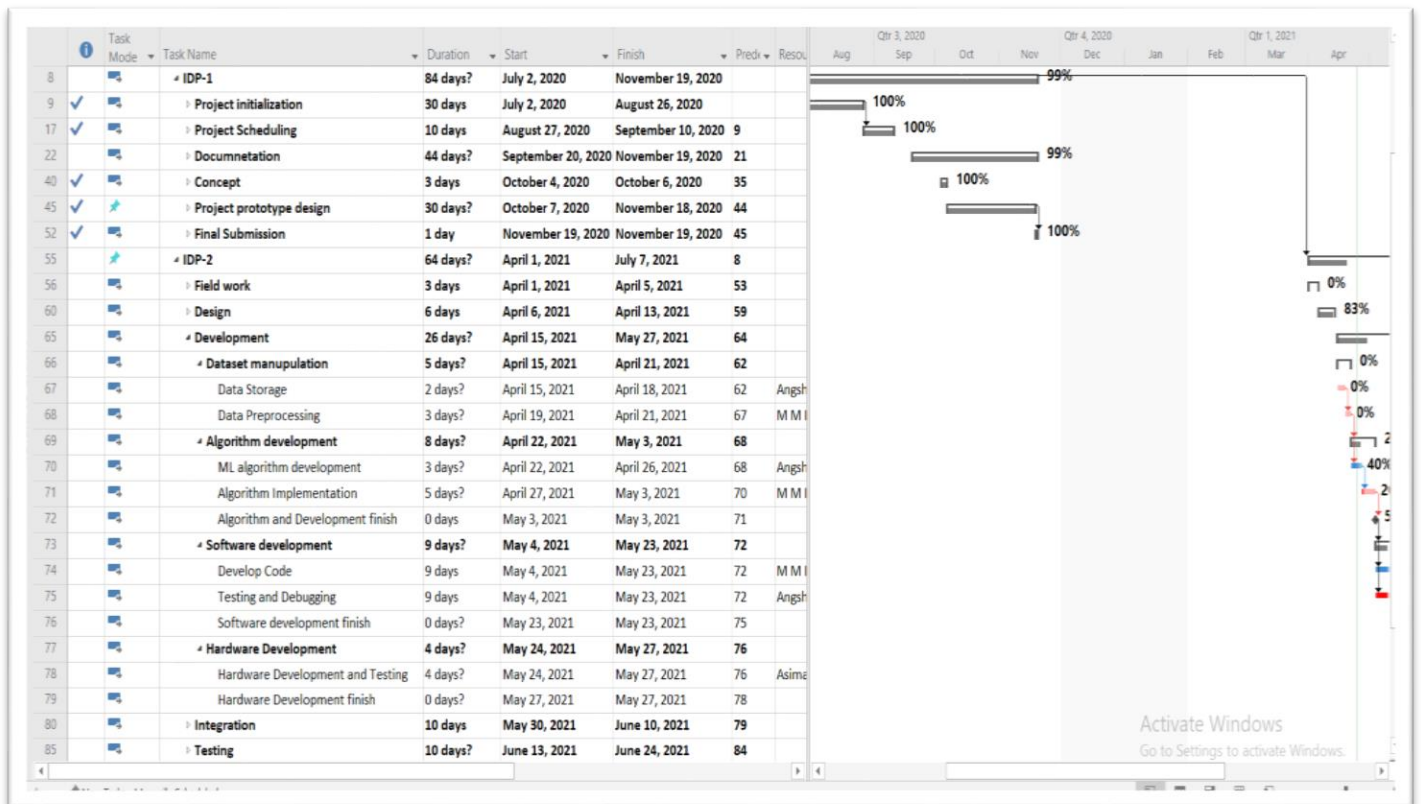 Qtr 3, 2020 Qtr 4, 2020 Qtr 1, 2021
Task Mode Task Name Duration Start Finish Prede Resou Aug Sep Oct Nov Dec Jan Feb Mar Apr
8 IDP-1 84 days? July 2, 2020 November 19, 2020 99%
9 Project initialization 30 days July 2, 2020 August 26, 2020 100%
17 Project Scheduling 10 days August 27, 2020 September 10, 2020 9 100%
22 Documnetation 44 days? September 20, 2020 November 19, 2020 21 99%
40 Concept 3 days October 4, 2020 October 6, 2020 35 100%
45 Project prototype design 30 days? October 7, 2020 November 18, 2020 44
52 Final Submission 1 day November 19, 2020 November 19, 2020 45 100%
55 IDP-2 64 days? April 1, 2021 July 7, 2021 8
56 Field work 3 days April 1, 2021 April 5, 2021 53 0%
60 Design 6 days April 6, 2021 April 13, 2021 59 83%
65 Development 26 days? April 15, 2021 May 27, 2021 64
66 Dataset manupulation 5 days? April 15, 2021 April 21, 2021 62 0%
67 Data Storage 2 days? April 15, 2021 April 18, 2021 62 Angsh 0%
68 Data Preprocessing 3 days? April 19, 2021 April 21, 2021 67 M M I 0%
69 Algorithm development 8 days? April 22, 2021 May 3, 2021 68 2
70 ML algorithm development 3 days? April 22, 2021 April 26, 2021 68 Angsh 40%
71 Algorithm Implementation 5 days? April 27, 2021 May 3, 2021 70 M M I 2
72 Algorithm and Development finish 0 days May 3, 2021 May 3, 2021 71 5
73 Software development 9 days? May 4, 2021 May 23, 2021 72
74 Develop Code 9 days May 4, 2021 May 23, 2021 72 M M I
75 Testing and Debugging 9 days May 4, 2021 May 23, 2021 72 Angsh
76 Software development finish 0 days? May 23, 2021 May 23, 2021 75
77 Hardware Development 4 days? May 24, 2021 May 27, 2021 76
78 Hardware Development and Testing 4 days? May 24, 2021 May 27, 2021 76 Asima
79 Hardware Development finish 0 days? May 27, 2021 May 27, 2021 78
80 Integration 10 days May 30, 2021 June 10, 2021 79
85 Testing 10 days? June 13, 2021 June 24, 2021 84
Activate Windows
Go to Settings to activate Windows.